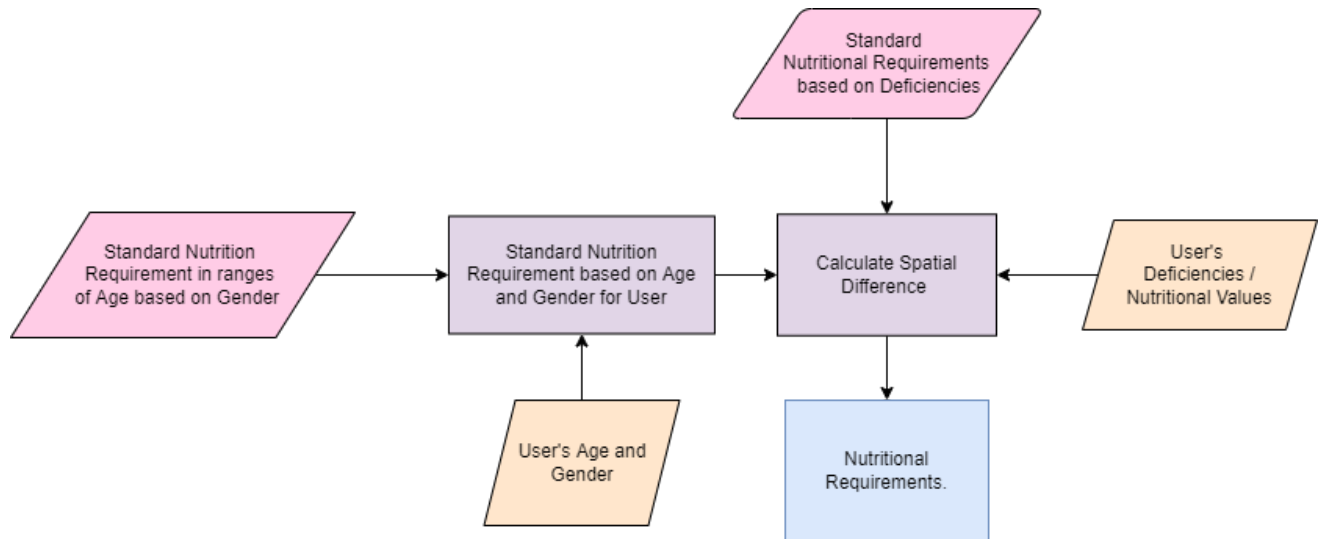 Standard
Nutritional Requirements
based on Deficiencies
Standard Nutrition
Requirement in ranges
of Age based on Gender
Standard Nutrition
Requirement based on Age
and Gender for User
Calculate Spatial
Difference
User's
Deficiencies /
Nutritional Values
User's Age and
Gender
Nutritional
Requirements.